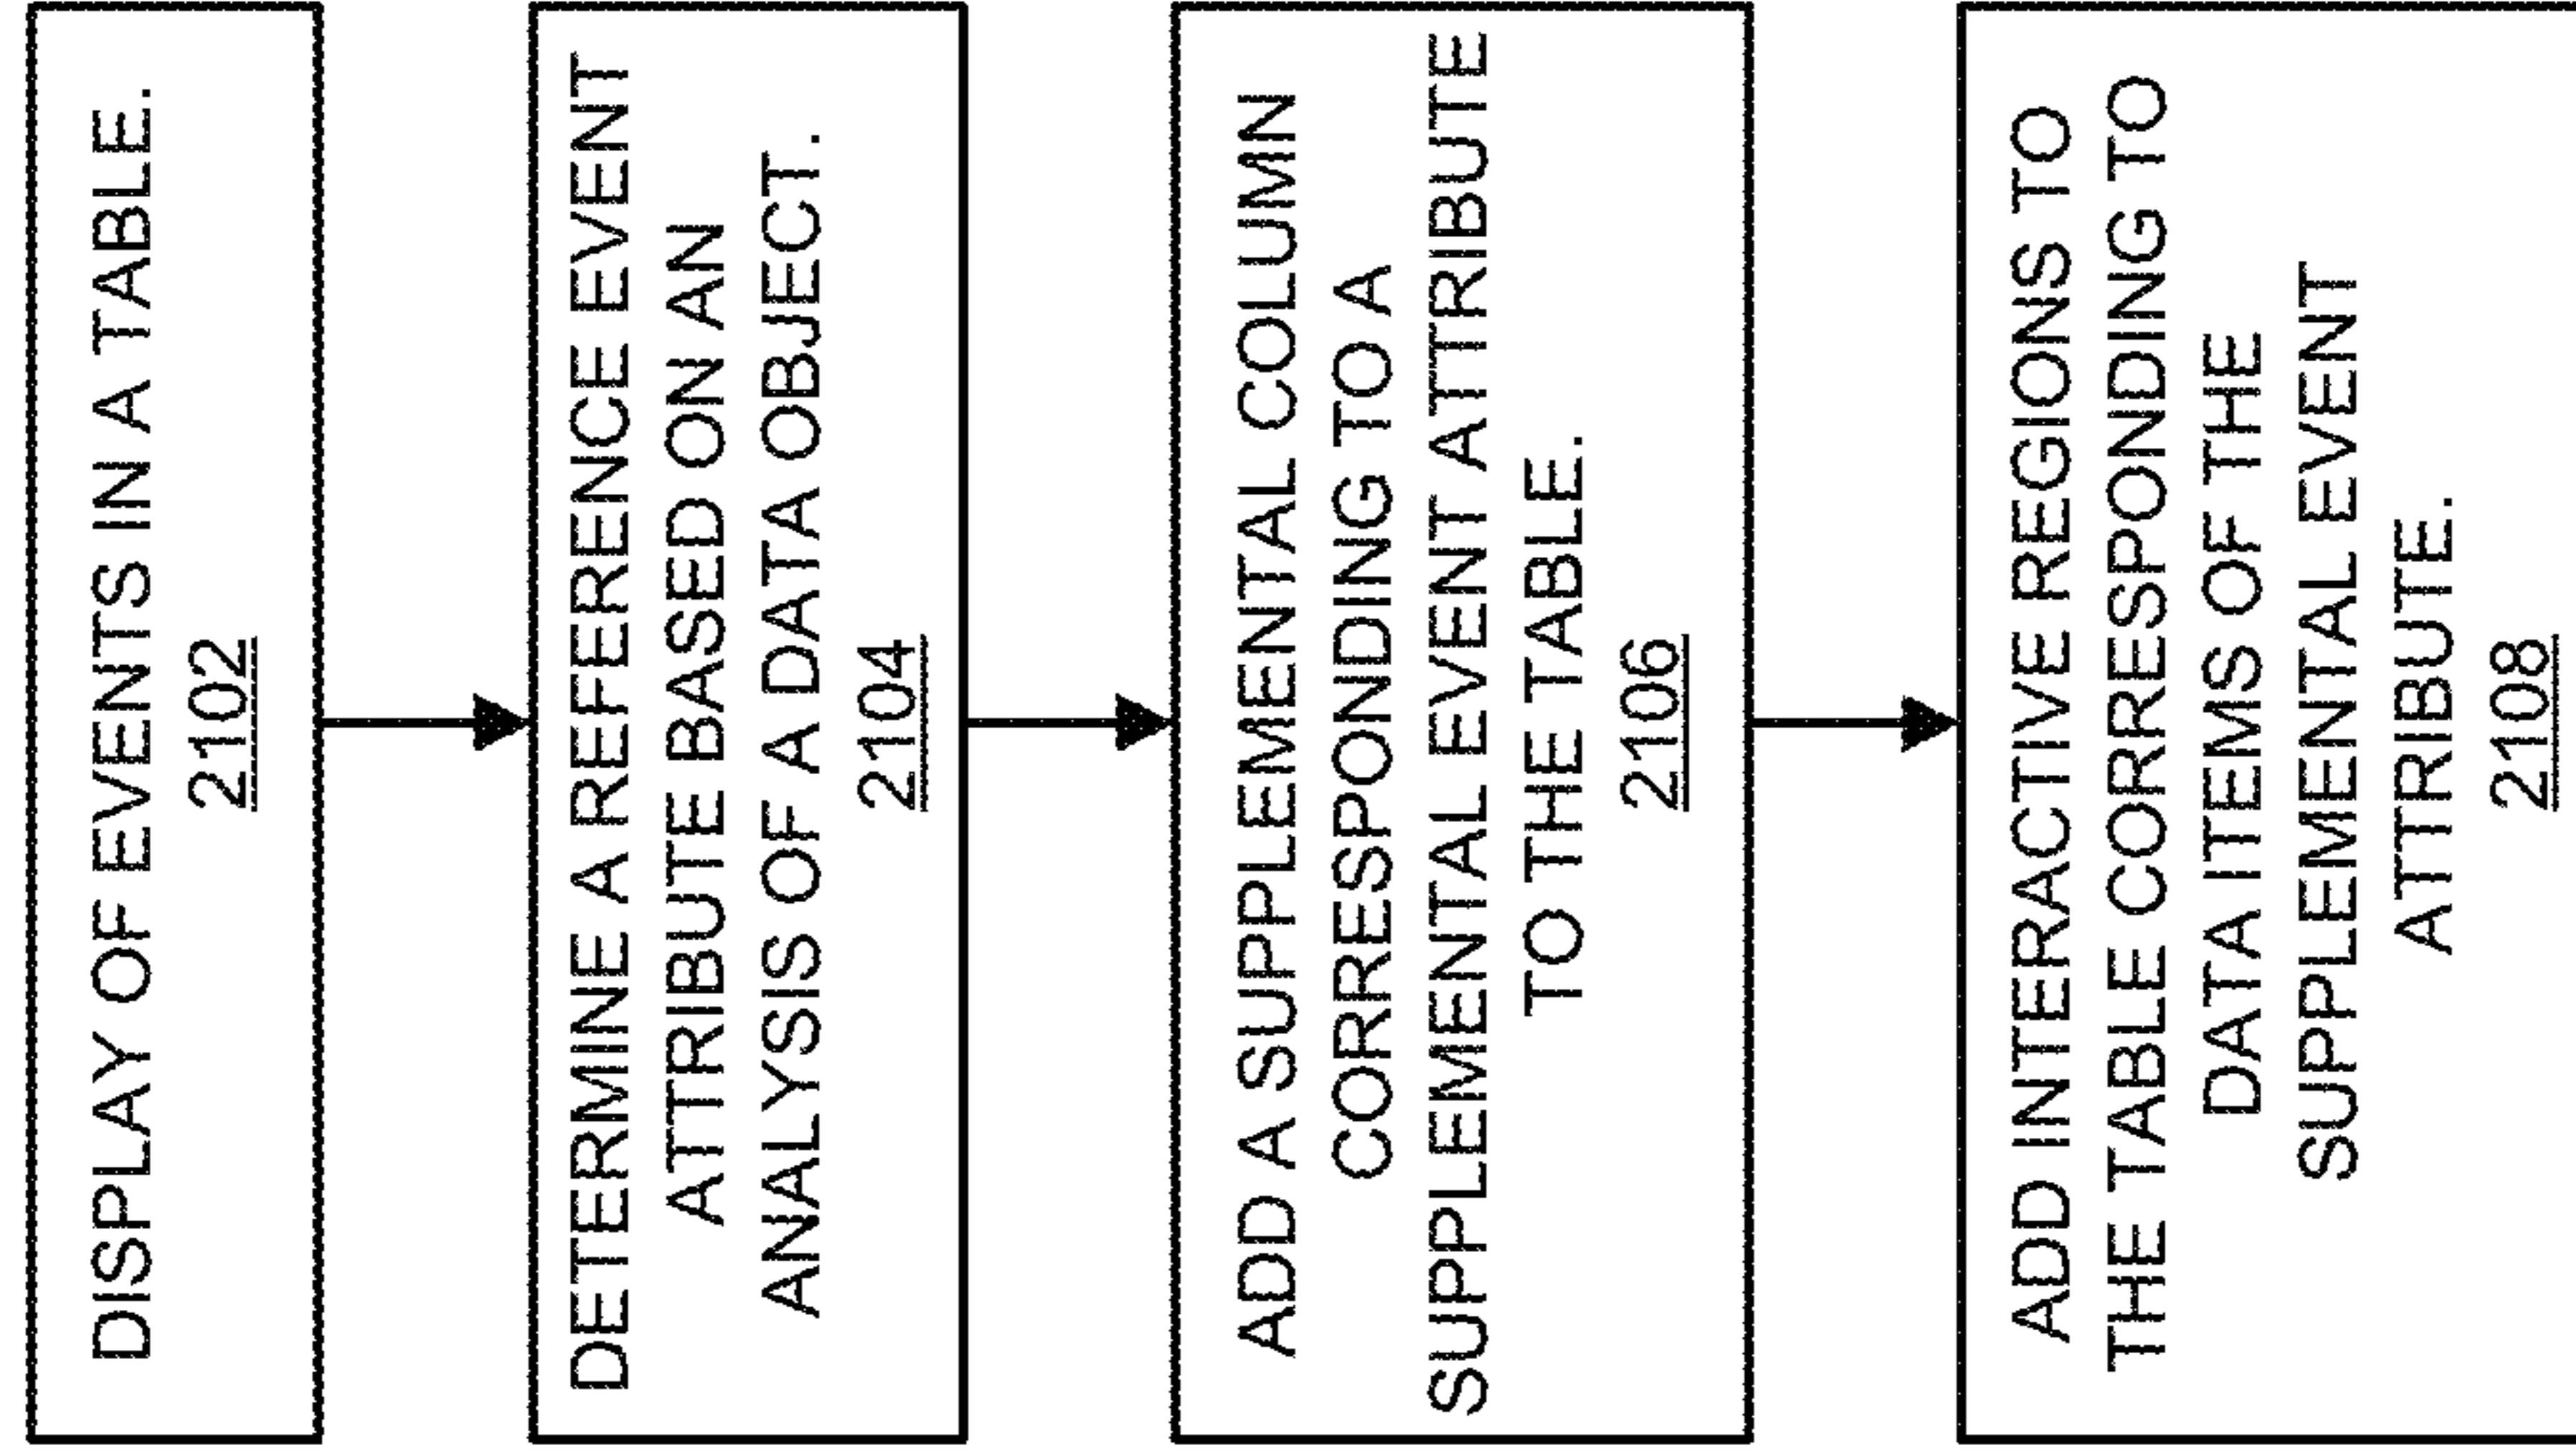 DISPLAY OF EVENTS IN A TABLE.
2102
DETERMINE A REFERENCE EVENT
ATTRIBUTE BASED ON AN
ANALYSIS OF A DATA OBJECT.
2104
ADD A SUPPLEMENTAL COLUMN
CORRESPONDING TO A
SUPPLEMENTAL EVENT ATTRIBUTE
TO THE TABLE.
2106
ADD INTERACTIVE REGIONS TO
THE TABLE CORRESPONDING TO
DATA ITEMS OF THE
SUPPLEMENTAL EVENT
ATTRIBUTE.
2108